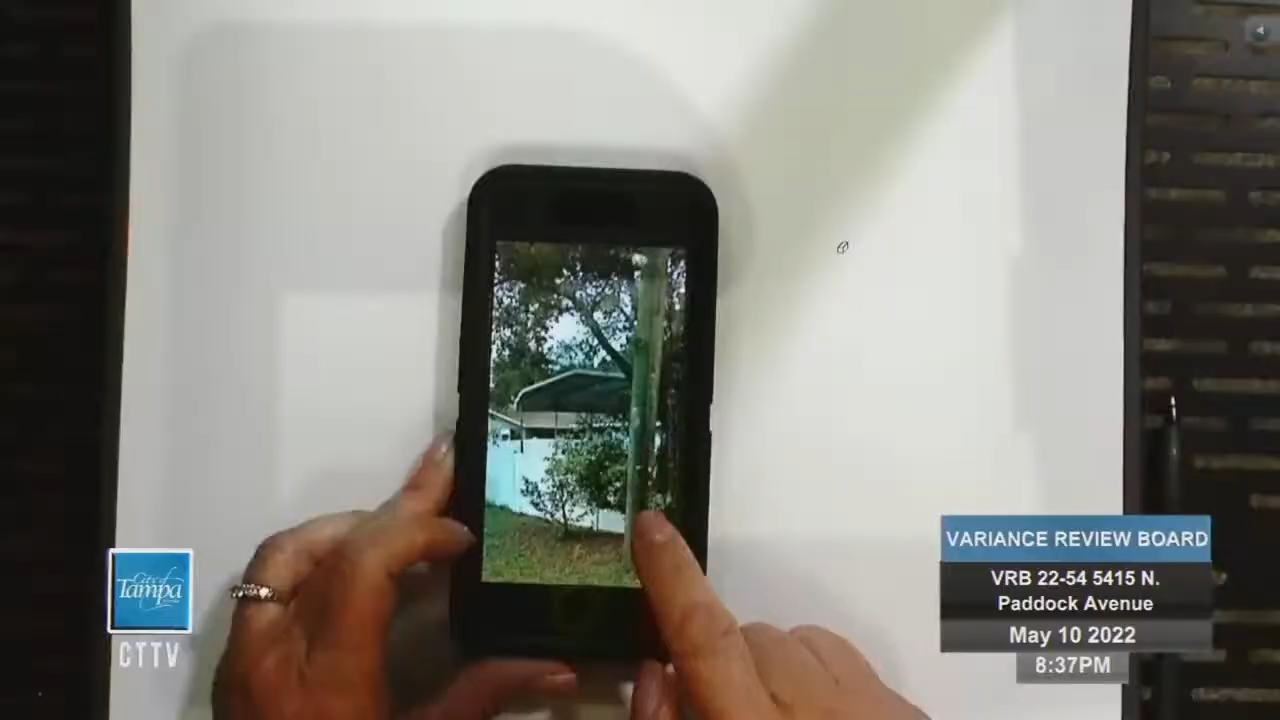 City of
Tampa
CTTV
VARIANCE REVIEW BOARD
VRB 22-54 5415 N.
Paddock Avenue
May 10 2022
8:37PM